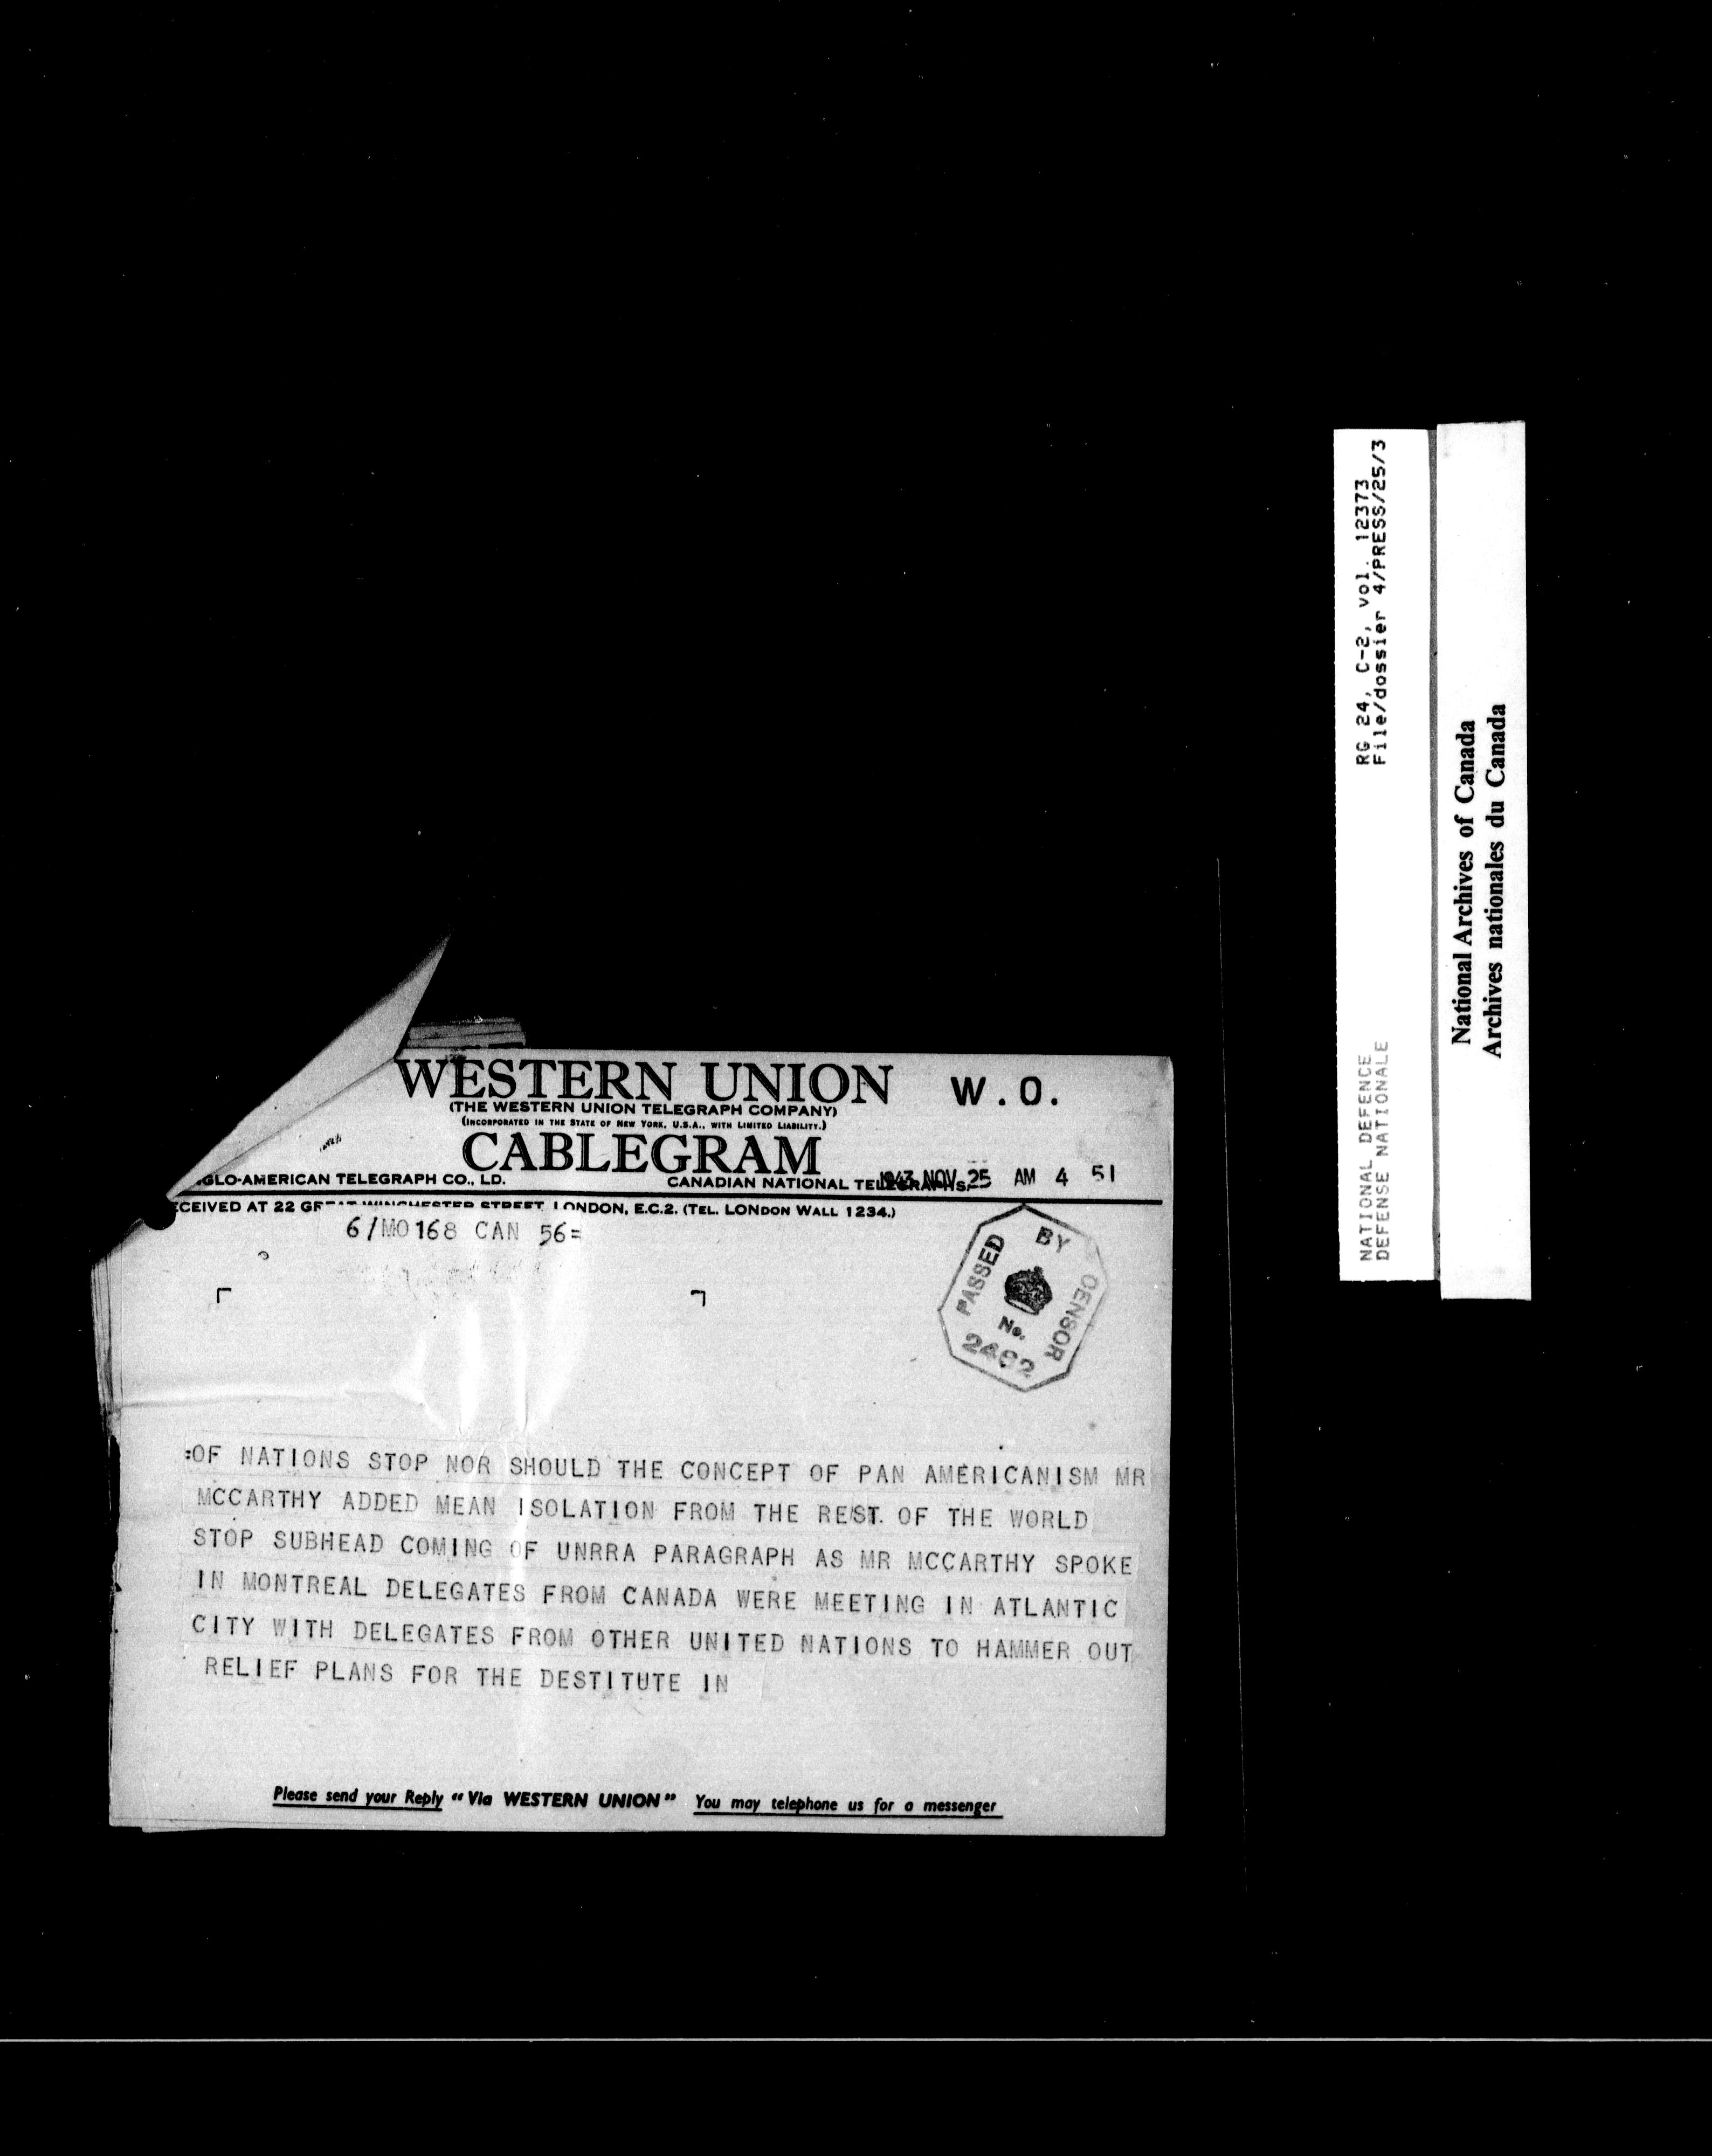 WESTERN UNION W.O.
(THE WESTERN UNION TELEGRAPH COMPANY)
(INCORPORATED IN THE STATE OF NEW YORK, U.S.A., WITH LIMITED LIABILITY.)
CABLEGRAM
GLO-AMERICAN TELEGRAPH CO., LD. CANADIAN NATIONAL TELEGRAPHS.
1943 NOV 25 AM 4 51
CEIVED AT 22 GREAT WINCHESTER STREET, LONDON, E.C.2. (TEL. LONDON WALL 1234.)
6/MO168 CAN 56=
PASSED BY CENSOR
No.
2482
:OF NATIONS STOP NOR SHOULD THE CONCEPT OF PAN AMERICANISM MR
MCCARTHY ADDED MEAN ISOLATION FROM THE REST. OF THE WORLD
STOP SUBHEAD COMING OF UNRRA PARAGRAPH AS MR MCCARTHY SPOKE
IN MONTREAL DELEGATES FROM CANADA WERE MEETING IN ATLANTIC
CITY WITH DELEGATES FROM OTHER UNITED NATIONS TO HAMMER OUT
RELIEF PLANS FOR THE DESTITUTE IN
Please send your Reply "Via WESTERN UNION" You may telephone us for a messenger
RG 24, C-2, vol. 12373
File/dossier 4/PRESS/25/3
NATIONAL DEFENCE
DEFENSE NATIONALE
National Archives of Canada
Archives nationales du Canada